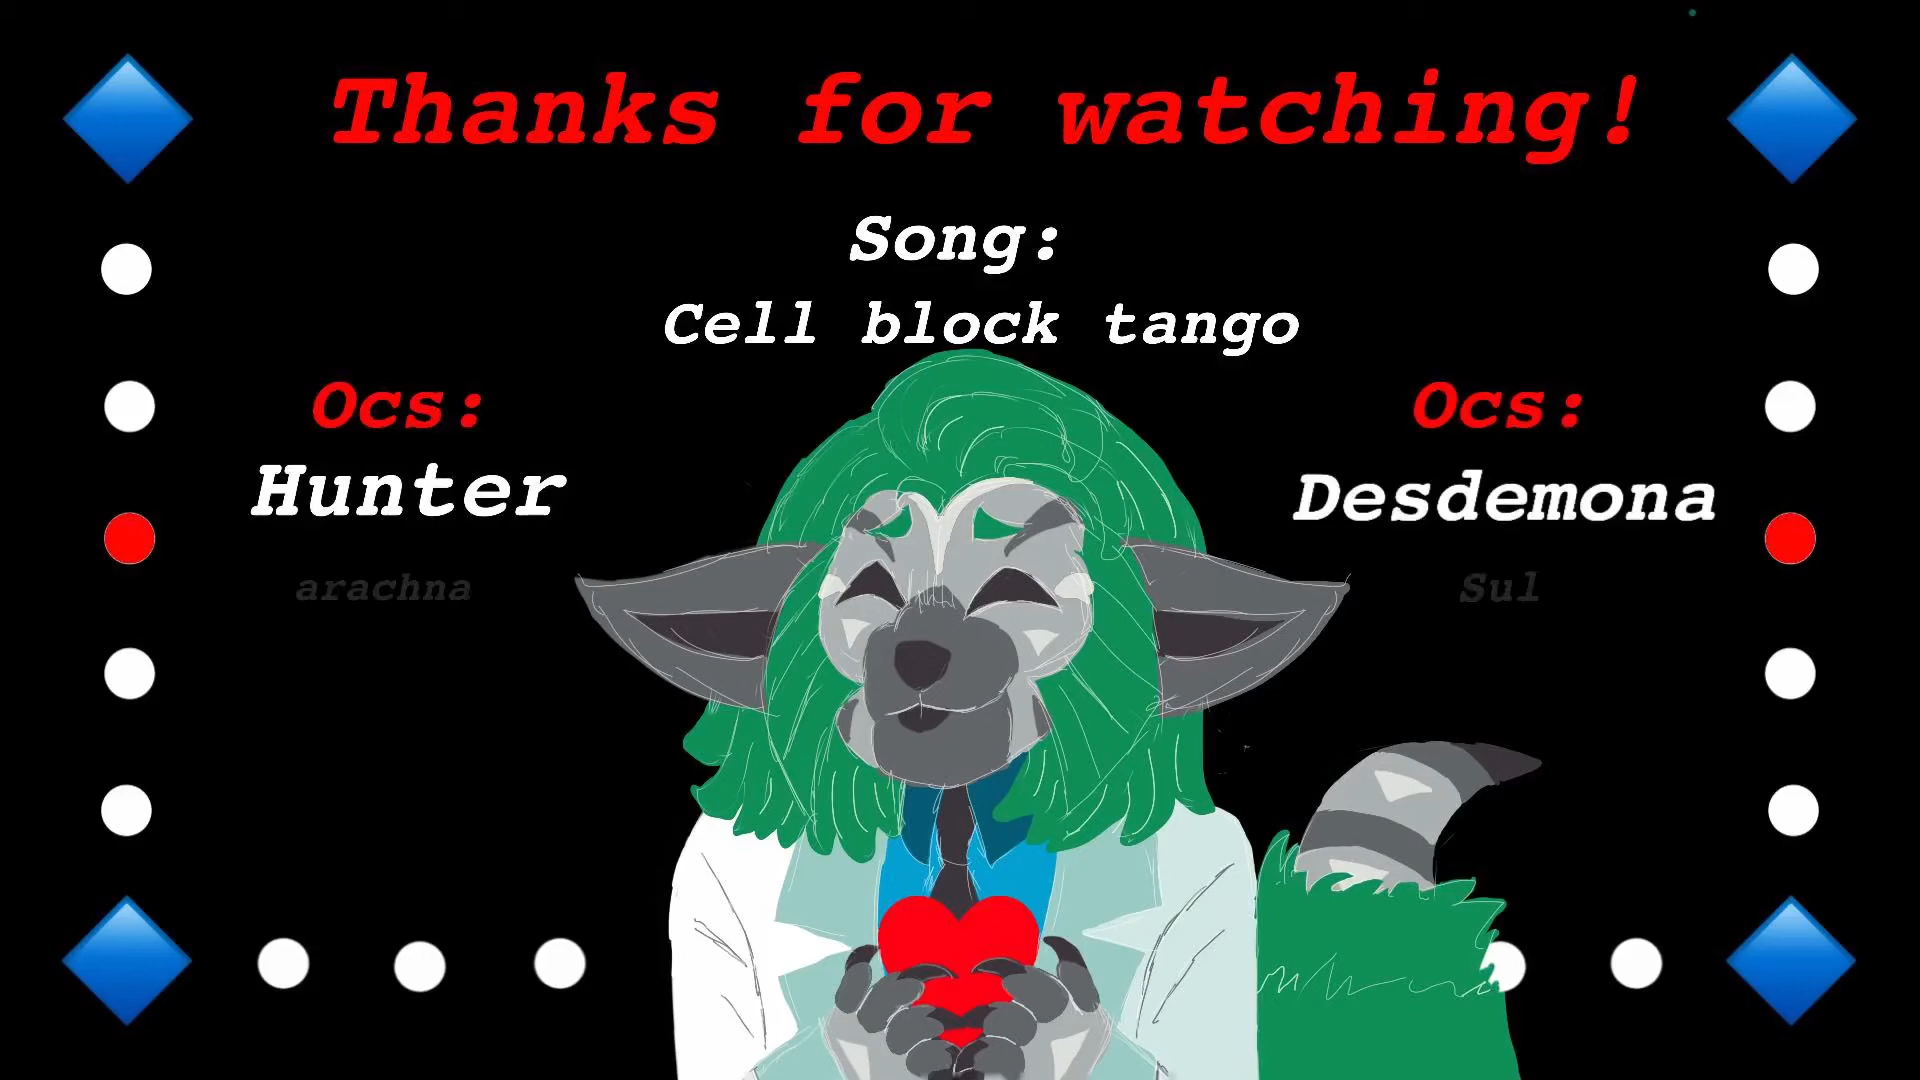 Thanks for watching!
Song:
Cell block tango
Ocs:
Hunter
arachna
Ocs:
Desdemona
Sul